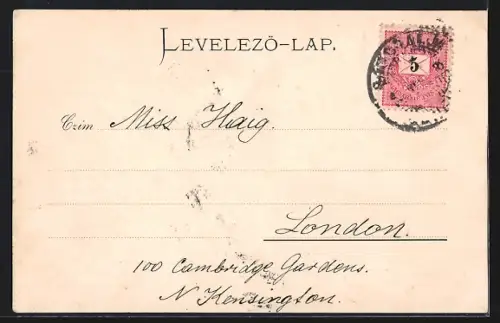 LEVELEZŐ-LAP.
5
Czim Miss Haig.
London.
100 Cambridge Gardens.
N Kensington.